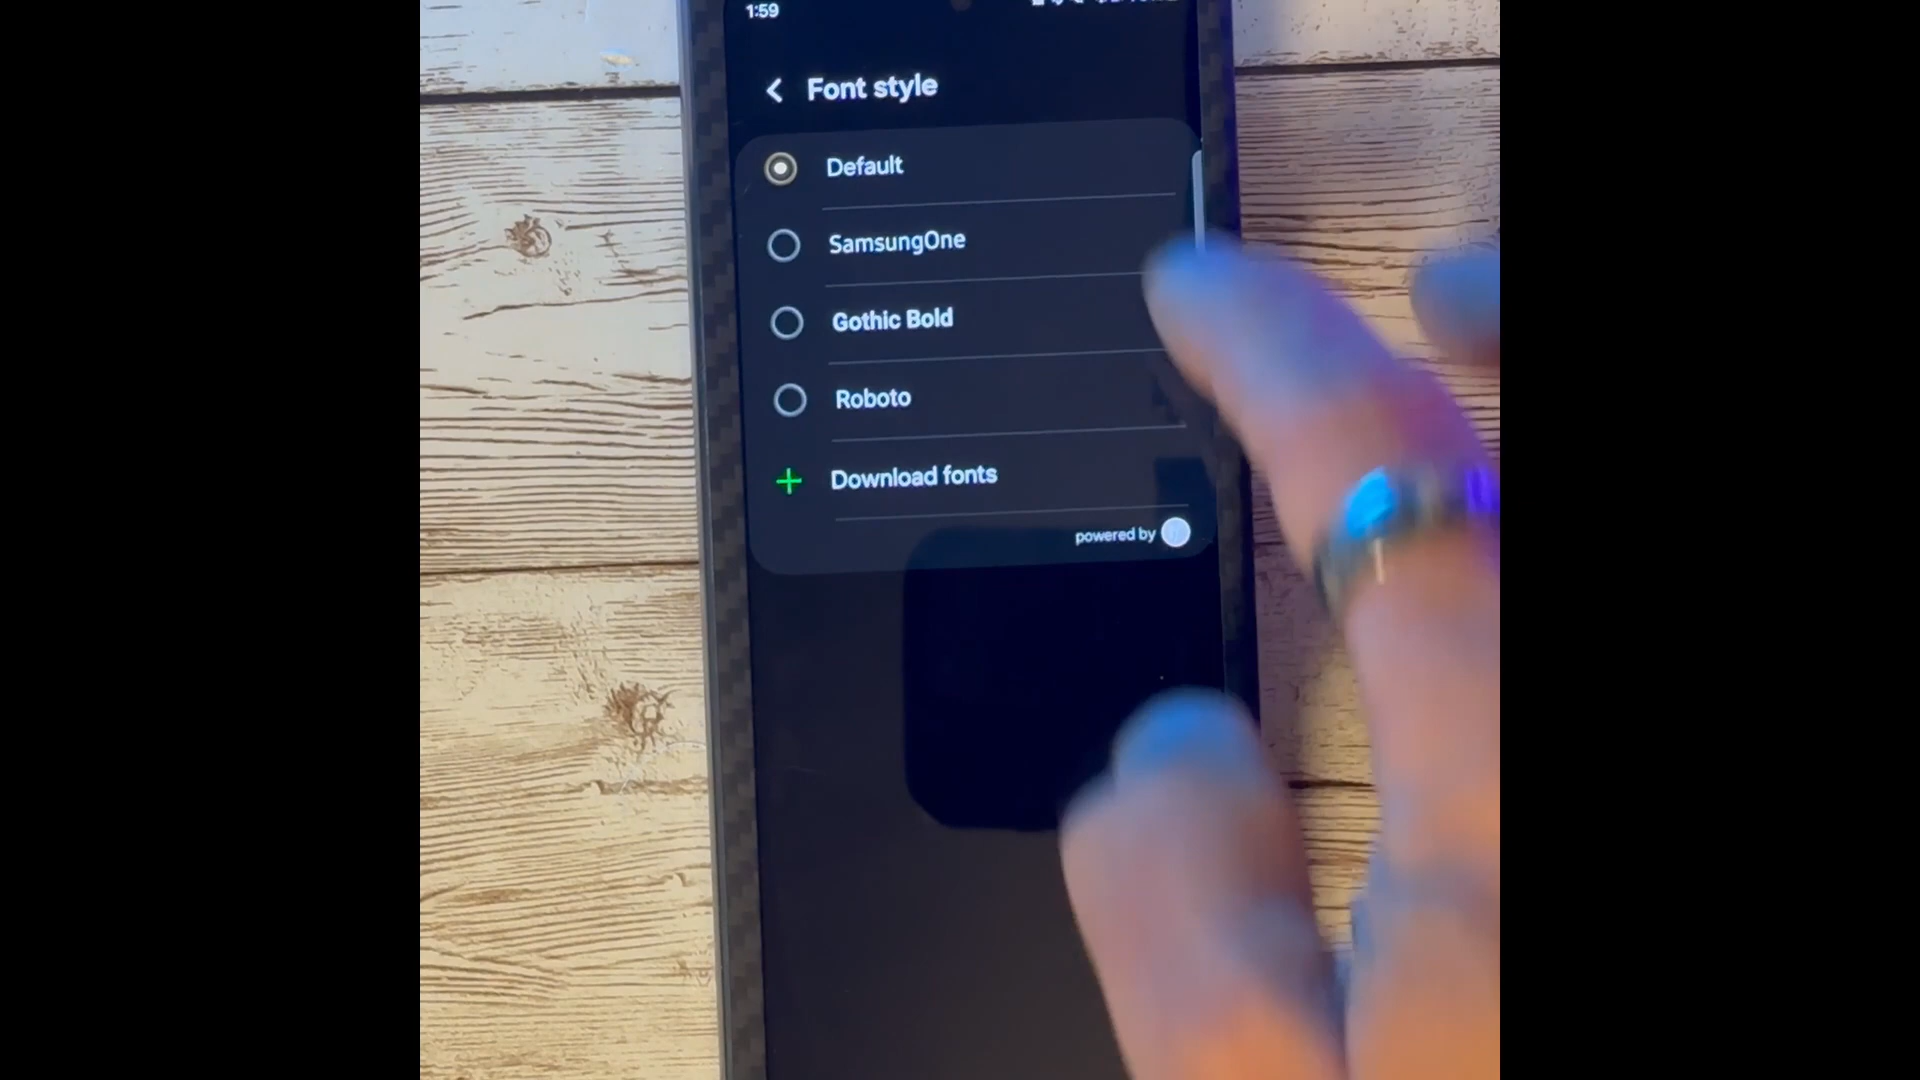 1:59
Font style
Default
SamsungOne
Gothic Bold
Roboto
Download fonts
powered by